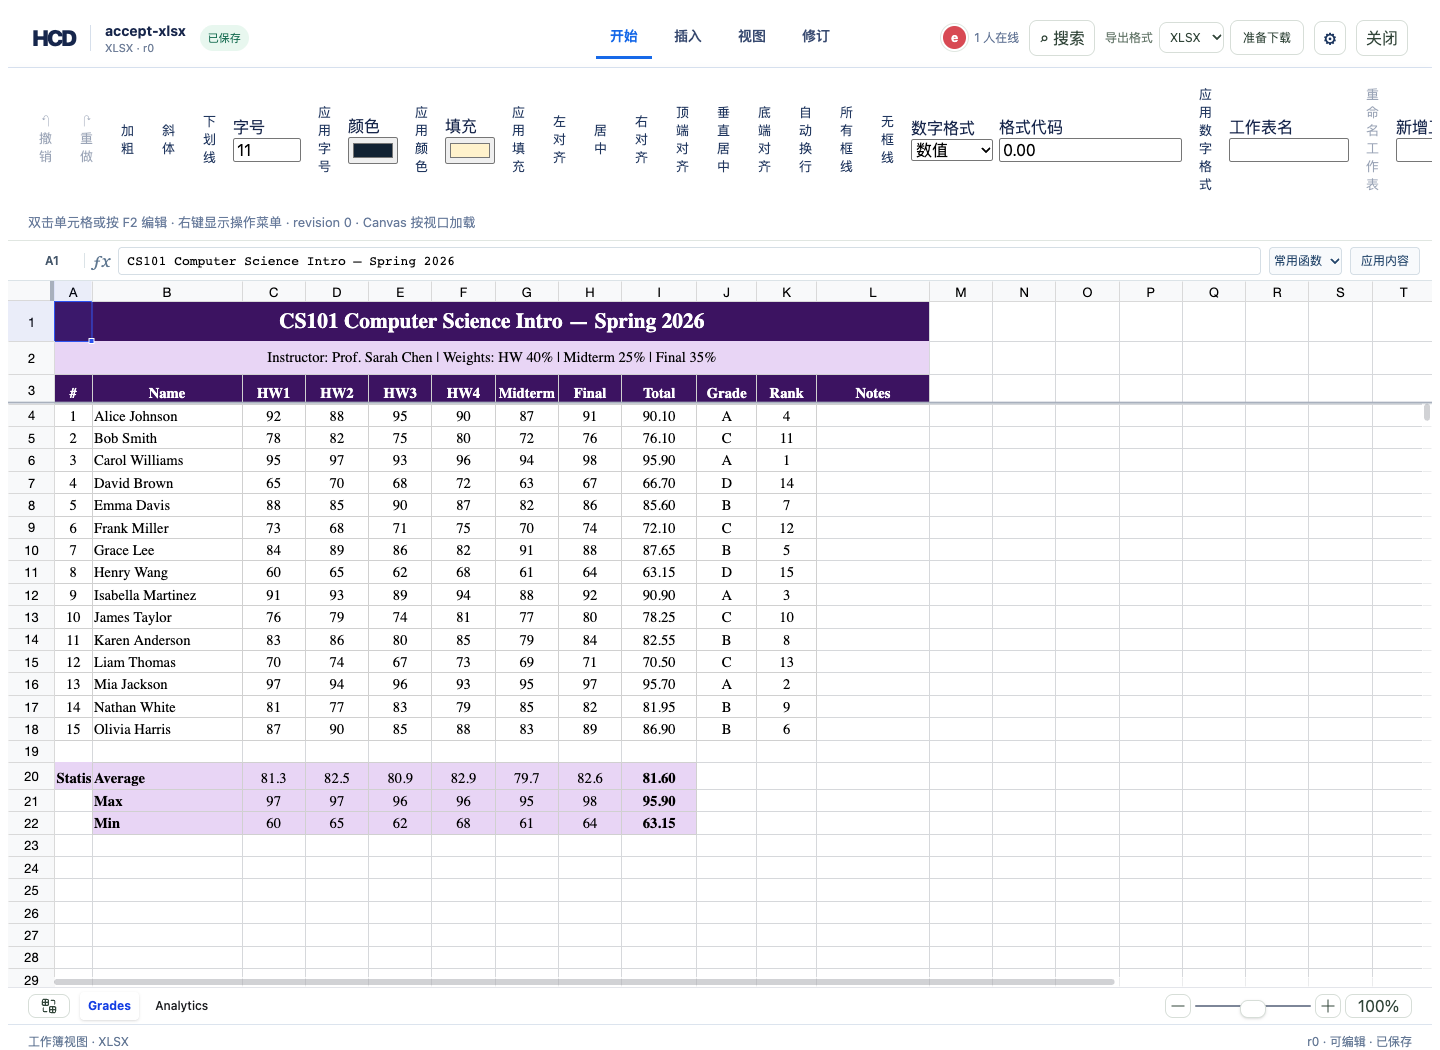 HCD
accept-xlsx
XLSX · r0
已保存
开始 插入 视图 修订
e 1 人在线 搜索 导出格式 XLSX 准备下载 关闭
撤销 重做 加粗 斜体 下划线 字号 11 应用字号 颜色 应用颜色 填充 应用填充 左对齐 居中 右对齐 顶端对齐 垂直居中 底端对齐 自动换行 所有框线 无框线 数字格式 数值 格式代码 0.00 应用数字格式 工作表名 重命名工作表 新增
双击单元格或按 F2 编辑 · 右键显示操作菜单 · revision 0 · Canvas 按视口加载
A1 fx CS101 Computer Science Intro — Spring 2026 常用函数 应用内容
A B C D E F G H I J K L M N O P Q R S T
1 CS101 Computer Science Intro — Spring 2026
2 Instructor: Prof. Sarah Chen | Weights: HW 40% | Midterm 25% | Final 35%
3 # Name HW1 HW2 HW3 HW4 Midterm Final Total Grade Rank Notes
4 1 Alice Johnson 92 88 95 90 87 91 90.10 A 4
5 2 Bob Smith 78 82 75 80 72 76 76.10 C 11
6 3 Carol Williams 95 97 93 96 94 98 95.90 A 1
7 4 David Brown 65 70 68 72 63 67 66.70 D 14
8 5 Emma Davis 88 85 90 87 82 86 85.60 B 7
9 6 Frank Miller 73 68 71 75 70 74 72.10 C 12
10 7 Grace Lee 84 89 86 82 91 88 87.65 B 5
11 8 Henry Wang 60 65 62 68 61 64 63.15 D 15
12 9 Isabella Martinez 91 93 89 94 88 92 90.90 A 3
13 10 James Taylor 76 79 74 81 77 80 78.25 C 10
14 11 Karen Anderson 83 86 80 85 79 84 82.55 B 8
15 12 Liam Thomas 70 74 67 73 69 71 70.50 C 13
16 13 Mia Jackson 97 94 96 93 95 97 95.70 A 2
17 14 Nathan White 81 77 83 79 85 82 81.95 B 9
18 15 Olivia Harris 87 90 85 88 83 89 86.90 B 6
19
20 Statis Average 81.3 82.5 80.9 82.9 79.7 82.6 81.60
21 Max 97 97 96 96 95 98 95.90
22 Min 60 65 62 68 61 64 63.15
23
24
25
26
27
28
29
Grades Analytics 100%
工作簿视图 · XLSX r0 · 可编辑 · 已保存